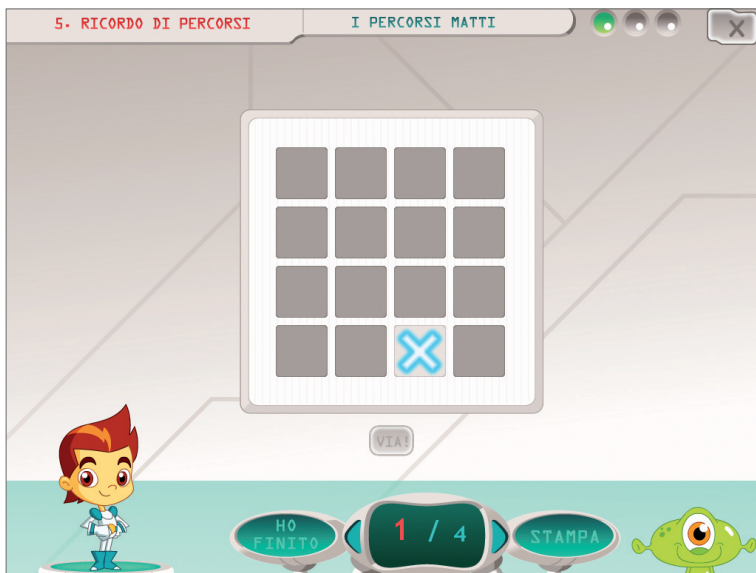 5. RICORDO DI PERCORSI
I PERCORSI MATTI
X
VIA!
HO
FINITO
1 / 4
STAMPA